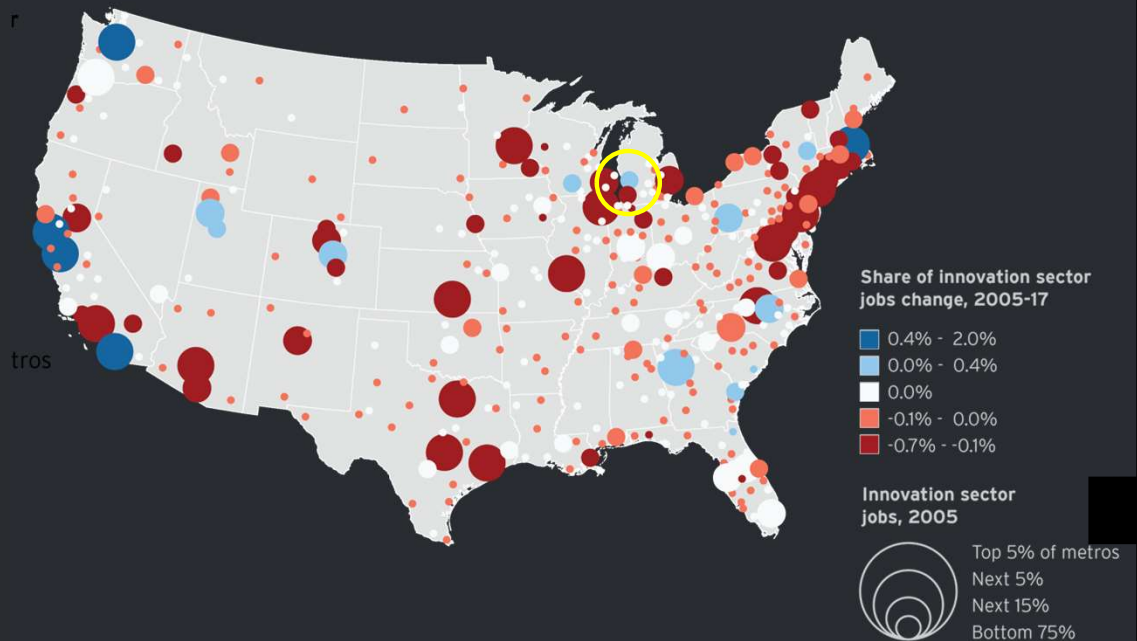 r
tros
Share of innovation sector
jobs change, 2005-17
0.4% - 2.0%
0.0% - 0.4%
0.0%
-0.1% - 0.0%
-0.7% - -0.1%
Innovation sector
jobs, 2005
Top 5% of metros
Next 5%
Next 15%
Bottom 75%